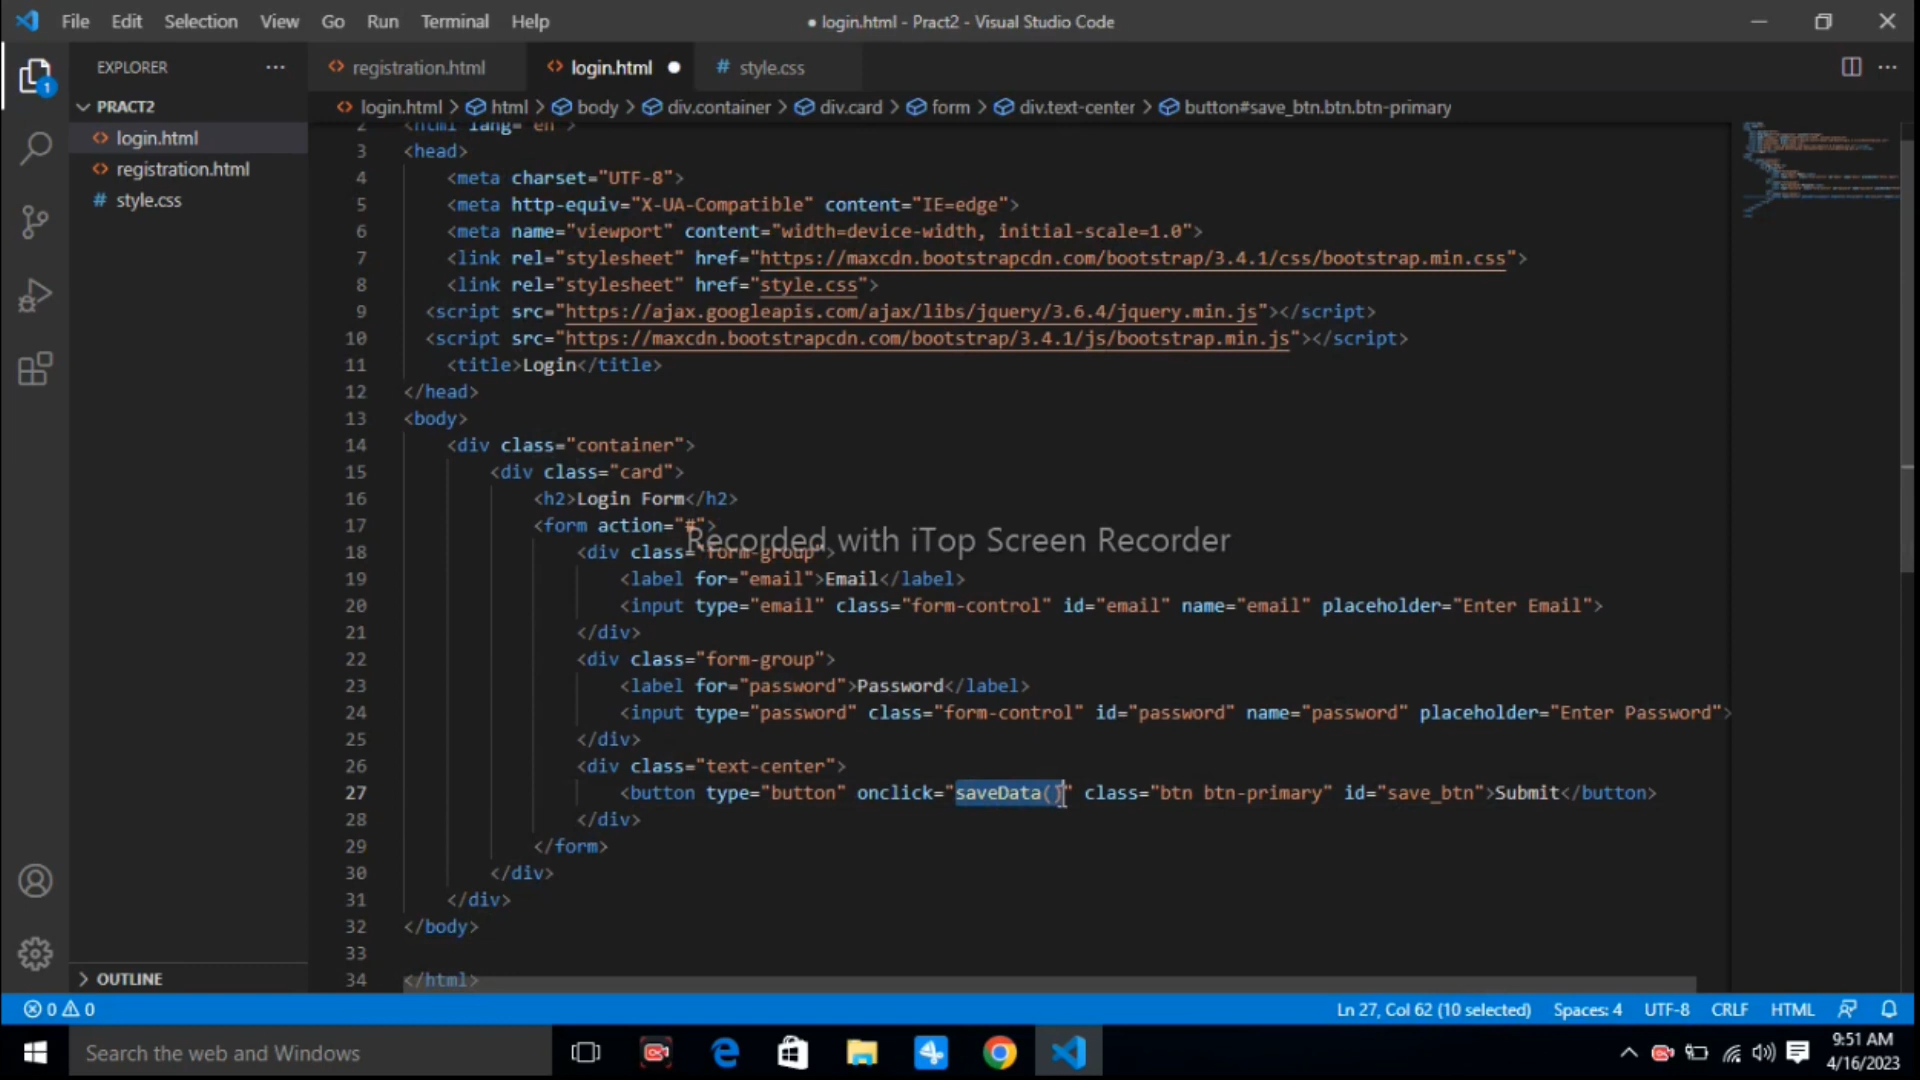 File Edit Selection View Go Run Terminal Help
● login.html - Pract2 - Visual Studio Code
EXPLORER
registration.html
login.html
# style.css
PRACT2
login.html > html > body > div.container > div.card > form > div.text-center > button#save_btn.btn.btn-primary
login.html
registration.html
# style.css
2 <html lang="en">
3 <head>
4 <meta charset="UTF-8">
5 <meta http-equiv="X-UA-Compatible" content="IE=edge">
6 <meta name="viewport" content="width=device-width, initial-scale=1.0">
7 <link rel="stylesheet" href="https://maxcdn.bootstrapcdn.com/bootstrap/3.4.1/css/bootstrap.min.css">
8 <link rel="stylesheet" href="style.css">
9 <script src="https://ajax.googleapis.com/ajax/libs/jquery/3.6.4/jquery.min.js"></script>
10 <script src="https://maxcdn.bootstrapcdn.com/bootstrap/3.4.1/js/bootstrap.min.js"></script>
11 <title>Login</title>
12 </head>
13 <body>
14 <div class="container">
15 <div class="card">
16 <h2>Login Form</h2>
17 <form action="#">
Recorded with iTop Screen Recorder
18 <div class="form-group">
19 <label for="email">Email</label>
20 <input type="email" class="form-control" id="email" name="email" placeholder="Enter Email">
21 </div>
22 <div class="form-group">
23 <label for="password">Password</label>
24 <input type="password" class="form-control" id="password" name="password" placeholder="Enter Password">
25 </div>
26 <div class="text-center">
27 <button type="button" onclick="saveData()" class="btn btn-primary" id="save_btn">Submit</button>
28 </div>
29 </form>
30 </div>
31 </div>
32 </body>
33
34 </html>
OUTLINE
0 0
Ln 27, Col 62 (10 selected) Spaces: 4 UTF-8 CRLF HTML
Search the web and Windows
9:51 AM
4/16/2023
1